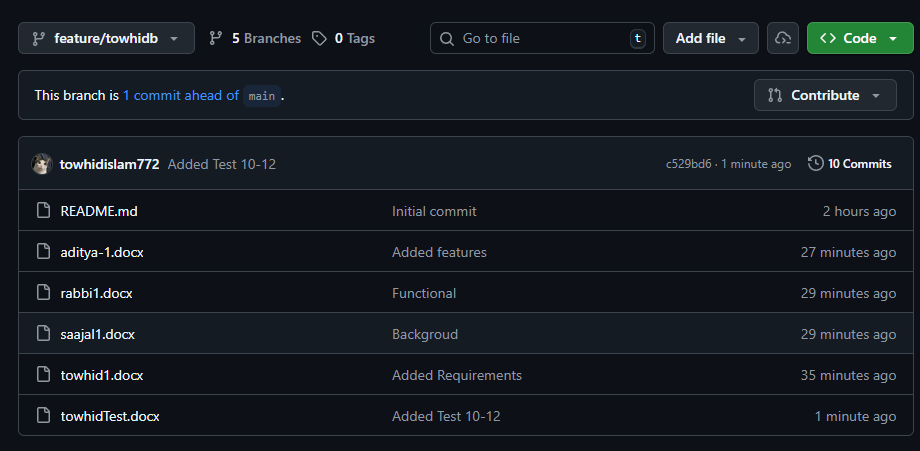 feature/towhidb 5 Branches 0 Tags Go to file t Add file Code
This branch is 1 commit ahead of main .
Contribute
towhidislam772 Added Test 10-12 c529bd6 · 1 minute ago 10 Commits
README.md Initial commit 2 hours ago
aditya-1.docx Added features 27 minutes ago
rabbi1.docx Functional 29 minutes ago
saajal1.docx Backgroud 29 minutes ago
towhid1.docx Added Requirements 35 minutes ago
towhidTest.docx Added Test 10-12 1 minute ago